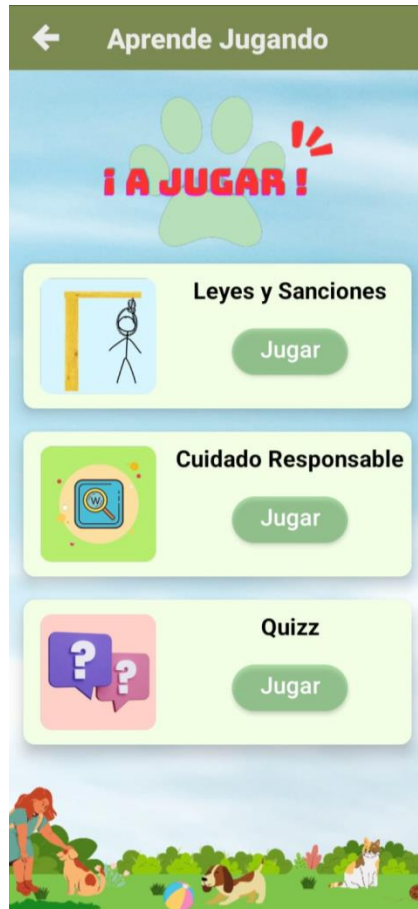 Aprende Jugando
¡ A JUGAR !
Leyes y Sanciones
Jugar
W
Cuidado Responsable
Jugar
? ?
Quizz
Jugar